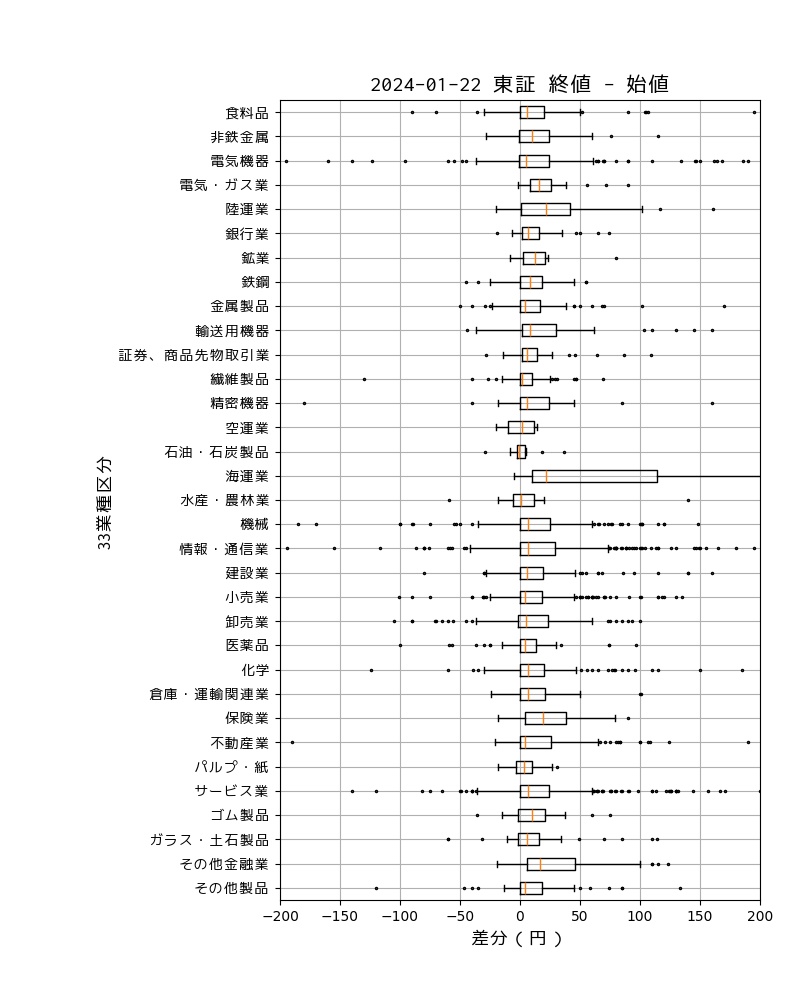 2024-01-22 東証 終値 - 始値
食料品
非鉄金属
電気機器
電気・ガス業
陸運業
銀行業
鉱業
鉄鋼
金属製品
輸送用機器
証券、商品先物取引業
繊維製品
精密機器
空運業
石油・石炭製品
海運業
水産・農林業
機械
情報・通信業
建設業
小売業
卸売業
医薬品
化学
倉庫・運輸関連業
保険業
不動産業
パルプ・紙
サービス業
ゴム製品
ガラス・土石製品
その他金融業
その他製品
33業種区分
−200 −150 −100 −50 0 50 100 150 200
差分 ( 円 )